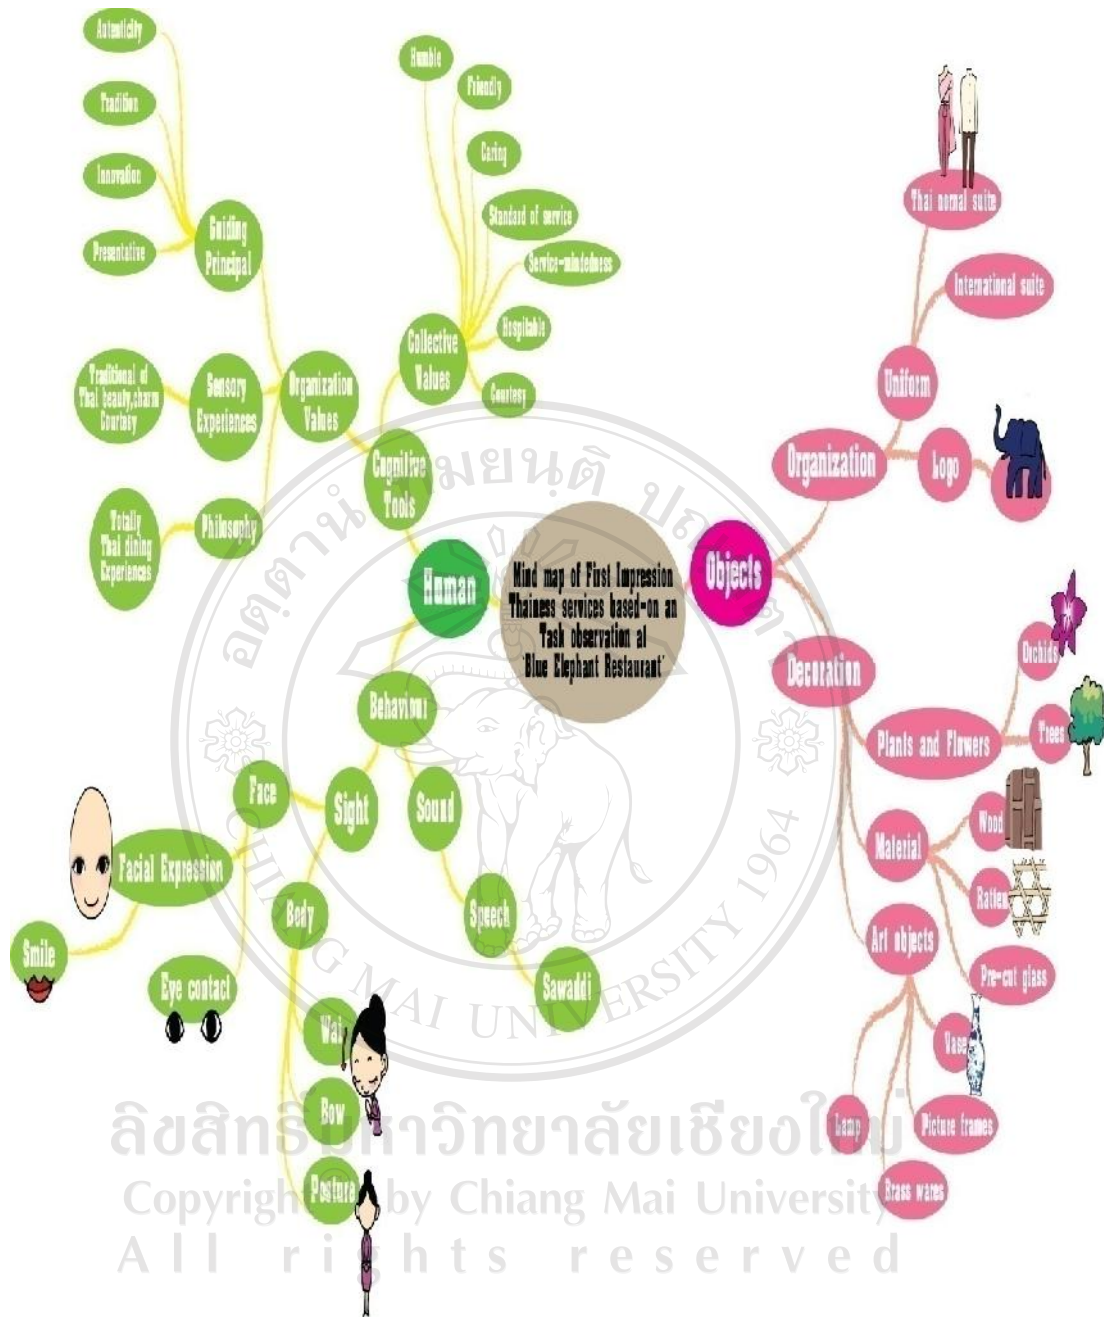 Autenticity
Tradition
Innovation
Presentative
Guiding
Principal
Humble
Friendly
Caring
Standard of service
Service-mindedness
Hospitable
Courtesy
Collective
Values
Traditional of
Thai beauty,charm
Courtesy
Sensory
Experiences
Organization
Values
Totally
Thai dining
Experiences
Philosophy
Cognitive
Tools
Human
Mind map of First Impression
Thainess services based-on an
Task observation at
'Blue Elephant Restaurant'
Objects
Thai normal suite
International suite
Uniform
Organization
Logo
Decoration
Orchids
Plants and Flowers
Trees
Material
Wood
Ratten
Pre-cut glass
Art objects
Vase
Lamp
Picture frames
Brass wares
Behaviour
Face
Sight
Sound
Facial Expression
Smile
Eye contact
Body
Speech
Sawaddi
Wai
Bow
Posture
CHIANG MAI UNIVERSITY 1964
ลิขสิทธิ์มหาวิทยาลัยเชียงใหม่
Copyright by Chiang Mai University
All rights reserved